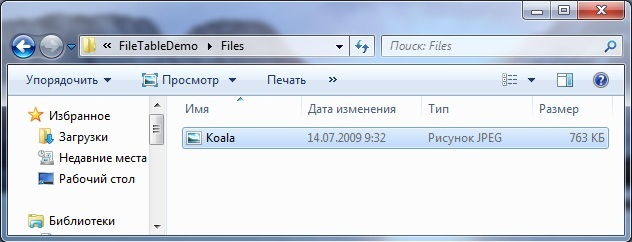 « FileTableDemo Files Поиск: Files
Упорядочить Просмотр Печать »
Избранное
Загрузки
Недавние места
Рабочий стол
Библиотеки
Имя Дата изменения Тип Размер
Koala 14.07.2009 9:32 Рисунок JPEG 763 КБ